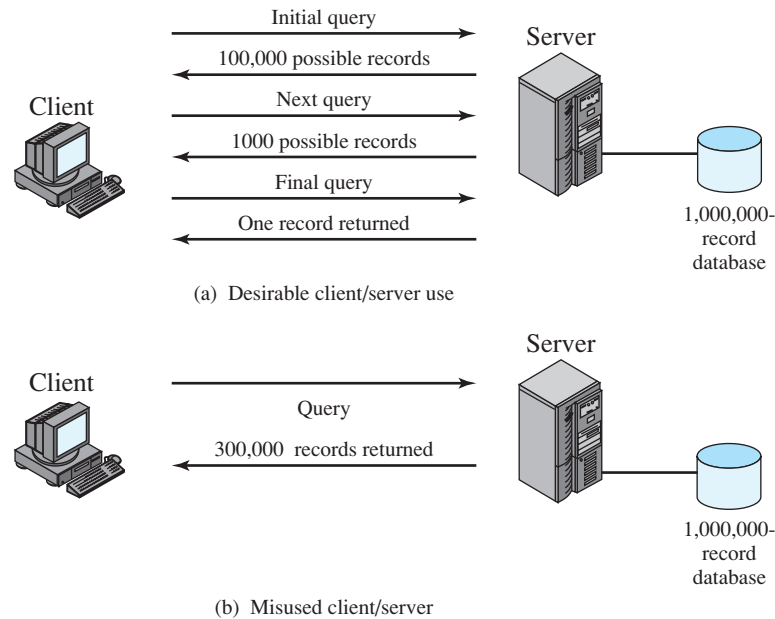 Initial query
Server
100,000 possible records
Client
Next query
1000 possible records
Final query
One record returned
1,000,000-
record
database
(a) Desirable client/server use
Server
Client
Query
300,000 records returned
1,000,000-
record
database
(b) Misused client/server